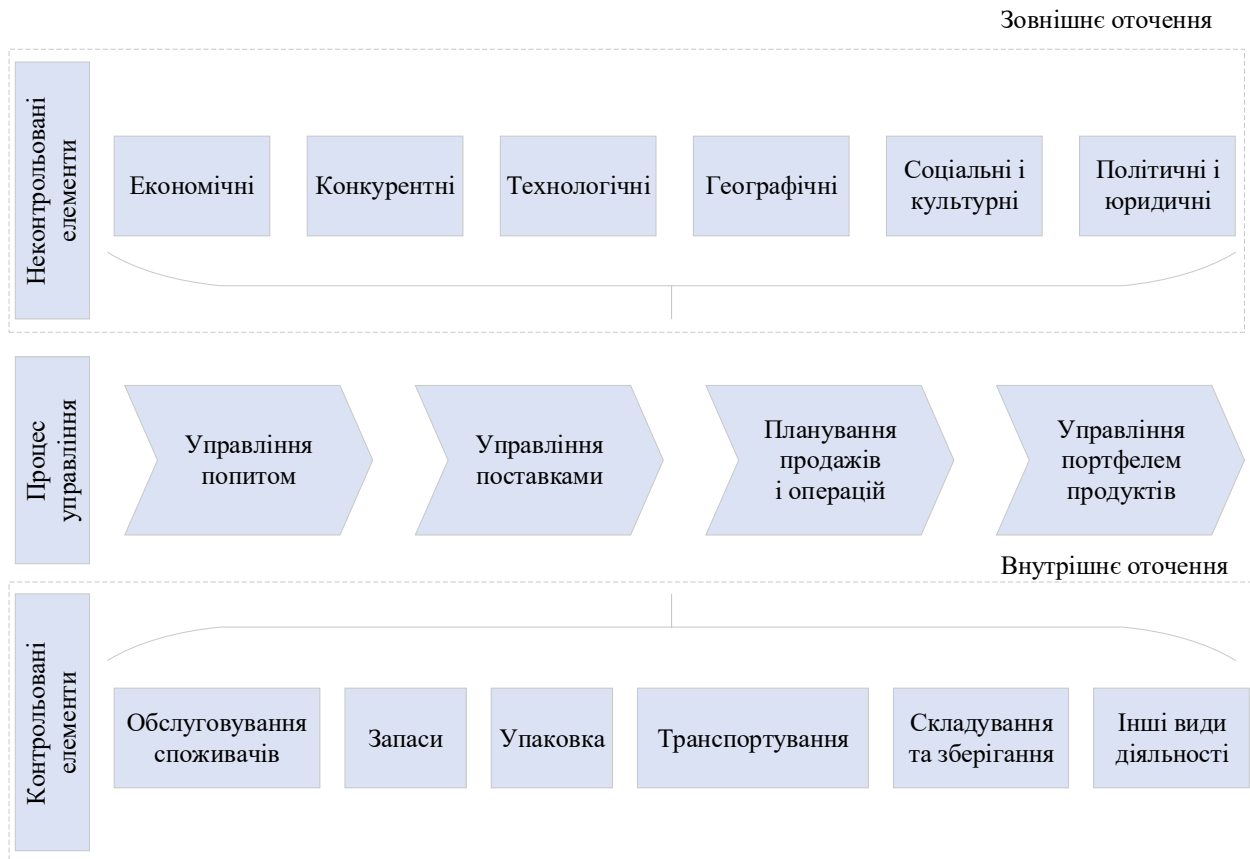 Зовнішнє оточення
Неконтрольовані
елементи
Економічні
Конкурентні
Технологічні
Географічні
Соціальні і
культурні
Політичні і
юридичні
Процес
управління
Управління
попитом
Управління
поставками
Планування
продажів
і операцій
Управління
портфелем
продуктів
Внутрішнє оточення
Контрольовані
елементи
Обслуговування
споживачів
Запаси
Упаковка
Транспортування
Складування
та зберігання
Інші види
діяльності